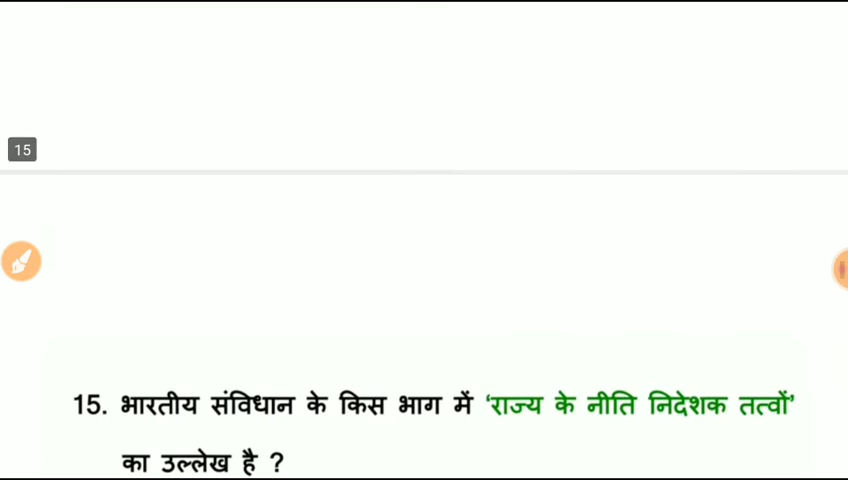 15
15. भारतीय संविधान के किस भाग में ‘राज्य के नीति निदेशक तत्वों’
का उल्लेख है ?